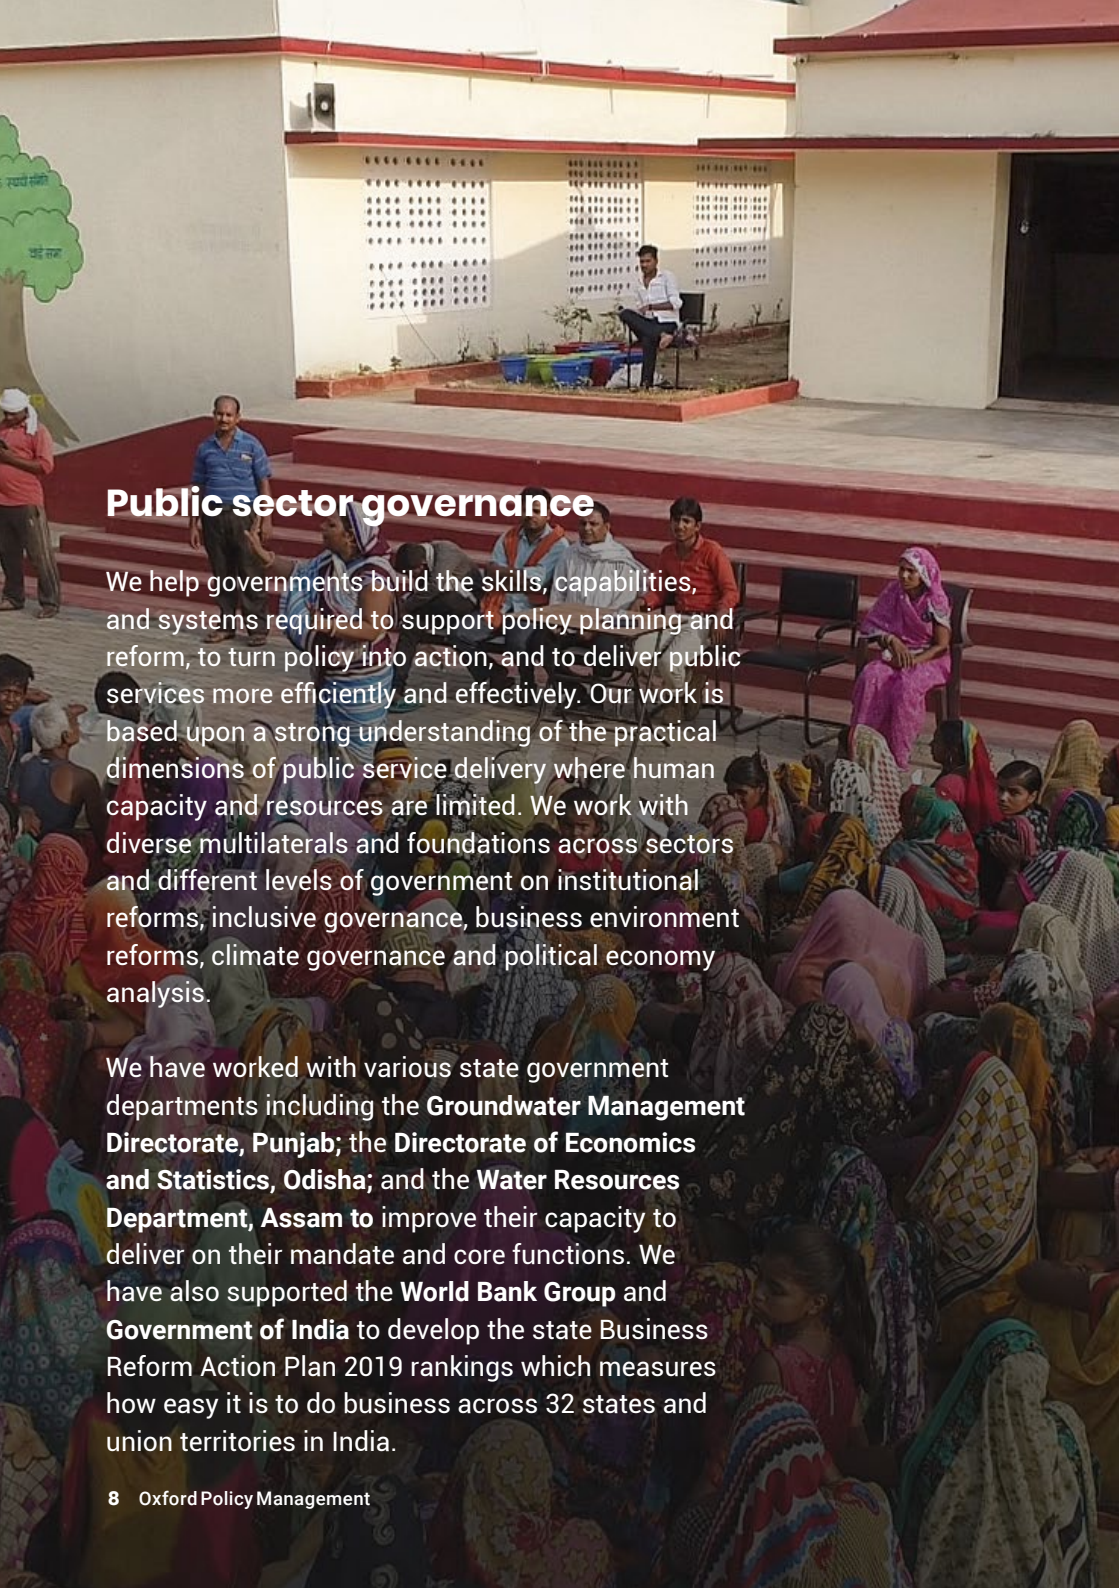 स्थायी समिति
वार्ड सभा
Public sector governance
We help governments build the skills, capabilities,
and systems required to support policy planning and
reform, to turn policy into action, and to deliver public
services more efficiently and effectively. Our work is
based upon a strong understanding of the practical
dimensions of public service delivery where human
capacity and resources are limited. We work with
diverse multilaterals and foundations across sectors
and different levels of government on institutional
reforms, inclusive governance, business environment
reforms, climate governance and political economy
analysis.
We have worked with various state government
departments including the Groundwater Management
Directorate, Punjab; the Directorate of Economics
and Statistics, Odisha; and the Water Resources
Department, Assam to improve their capacity to
deliver on their mandate and core functions. We
have also supported the World Bank Group and
Government of India to develop the state Business
Reform Action Plan 2019 rankings which measures
how easy it is to do business across 32 states and
union territories in India.
8 Oxford Policy Management